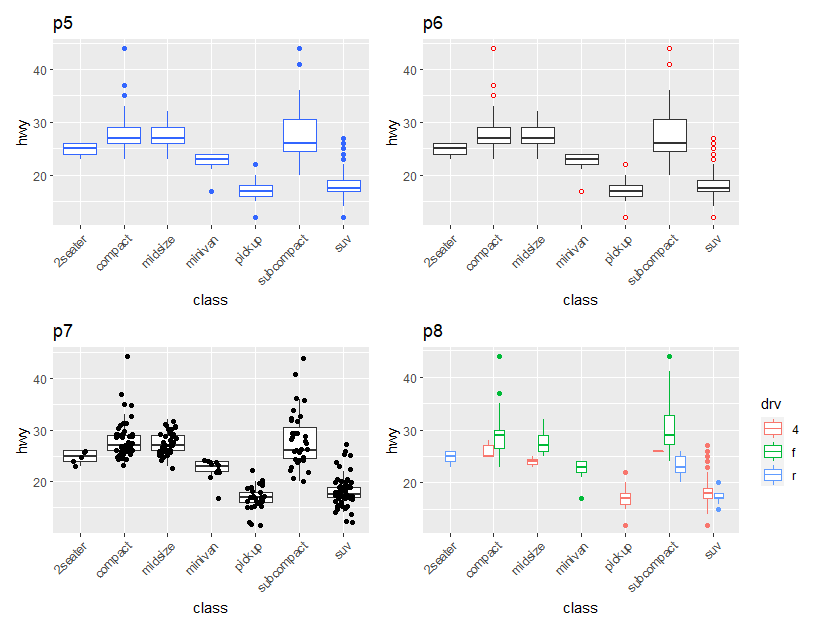 p5
hwy
40
30
20
2seater
compact
midsize
minivan
pickup
subcompact
suv
class
p6
hwy
40
30
20
2seater
compact
midsize
minivan
pickup
subcompact
suv
class
p7
hwy
40
30
20
2seater
compact
midsize
minivan
pickup
subcompact
suv
class
p8
hwy
40
30
20
2seater
compact
midsize
minivan
pickup
subcompact
suv
class
drv
4
f
r